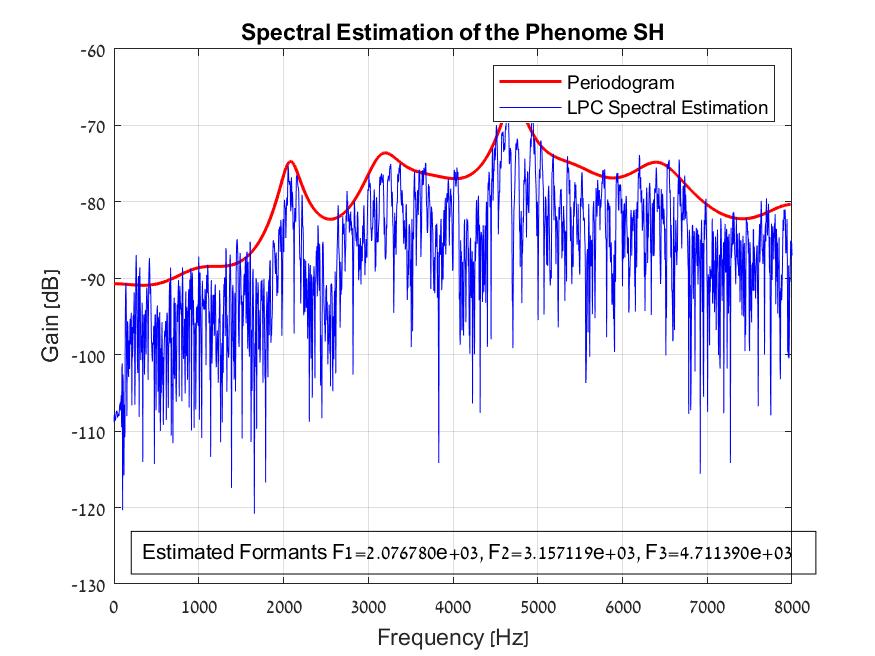 Spectral Estimation of the Phenome SH
-60
-70
-80
-90
-100
-110
-120
-130
Gain [dB]
Periodogram
LPC Spectral Estimation
Estimated Formants F1=2.076780e+03, F2=3.157119e+03, F3=4.711390e+03
0 1000 2000 3000 4000 5000 6000 7000 8000
Frequency [Hz]